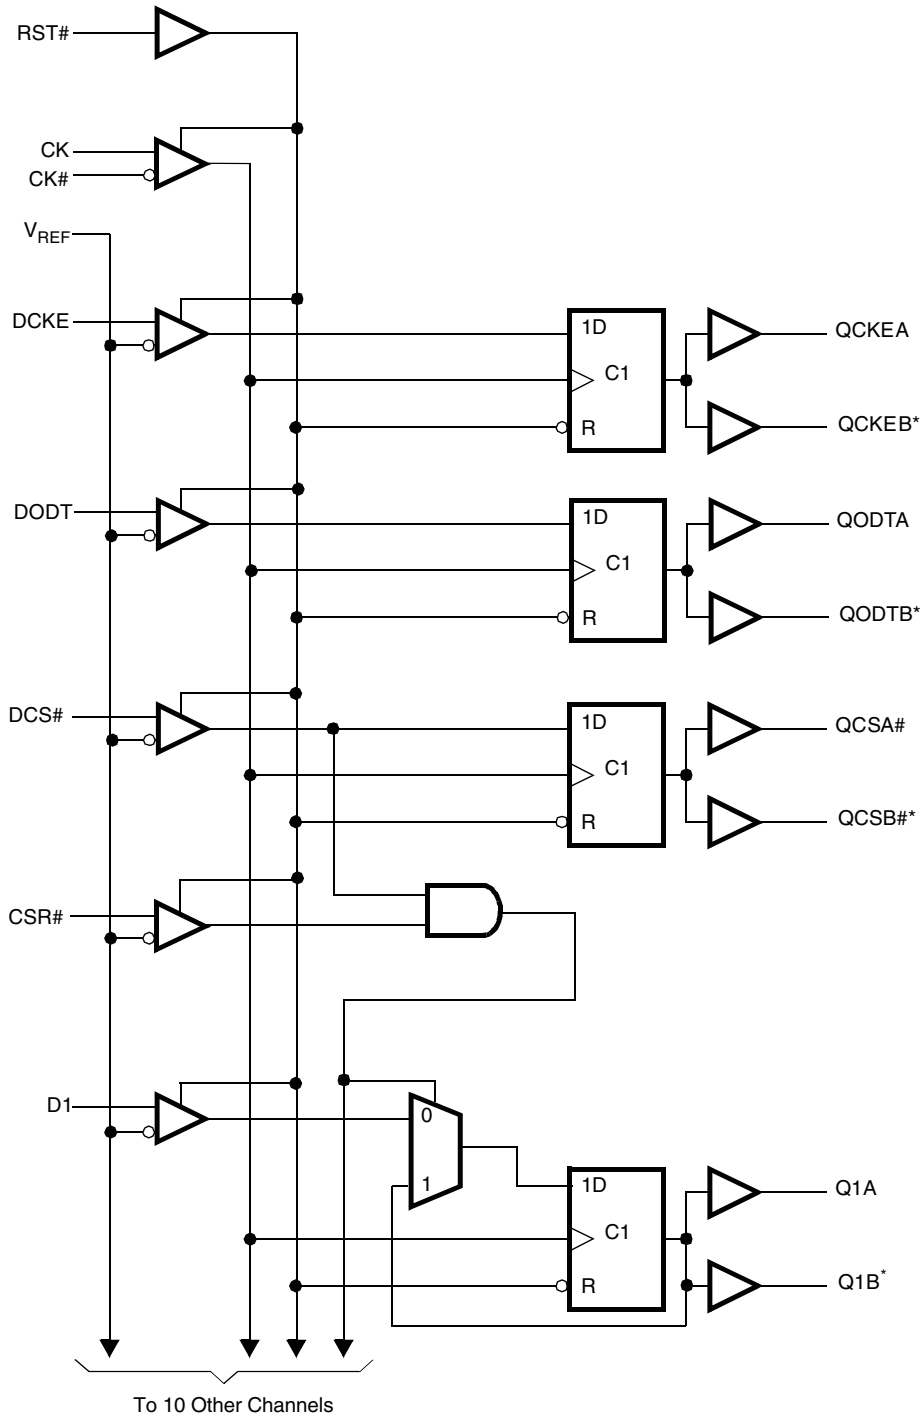 RST#
CK
CK#
VREF
DCKE
1D
C1
R
QCKEA
QCKEB*
DODT
1D
C1
R
QODTA
QODTB*
DCS#
1D
C1
R
QCSA#
QCSB#*
CSR#
D1
0
1
1D
C1
R
Q1A
Q1B*
To 10 Other Channels